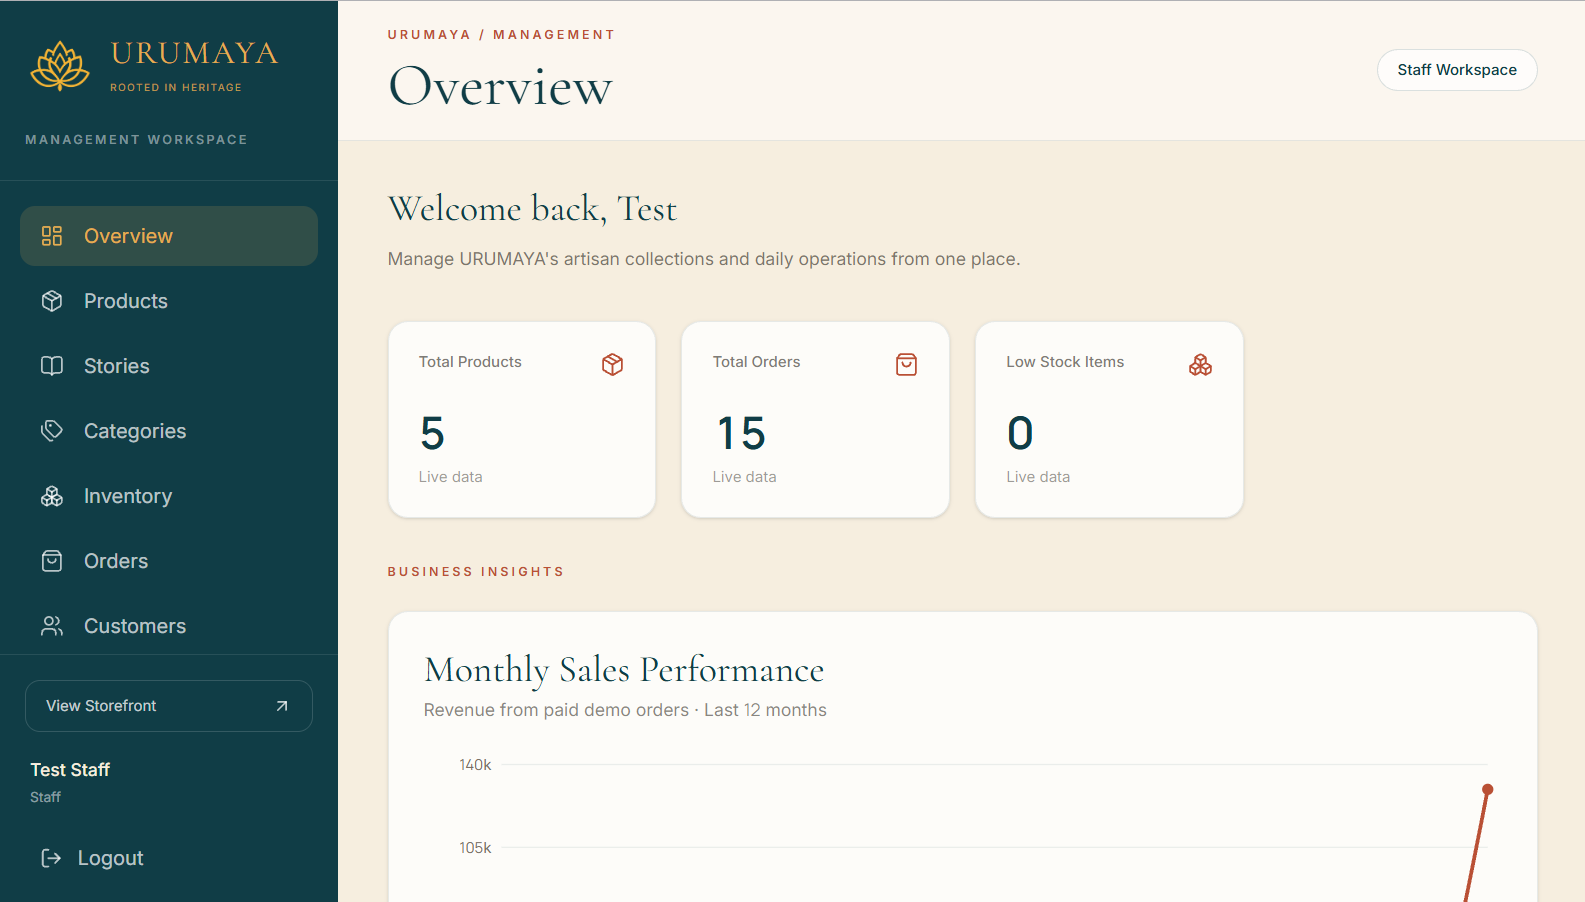 URUMAYA
ROOTED IN HERITAGE
MANAGEMENT WORKSPACE
Overview
Products
Stories
Categories
Inventory
Orders
Customers
View Storefront
Test Staff
Staff
Logout
URUMAYA / MANAGEMENT
Overview
Staff Workspace
Welcome back, Test
Manage URUMAYA's artisan collections and daily operations from one place.
Total Products
5
Live data
Total Orders
15
Live data
Low Stock Items
0
Live data
BUSINESS INSIGHTS
Monthly Sales Performance
Revenue from paid demo orders · Last 12 months
140k
105k